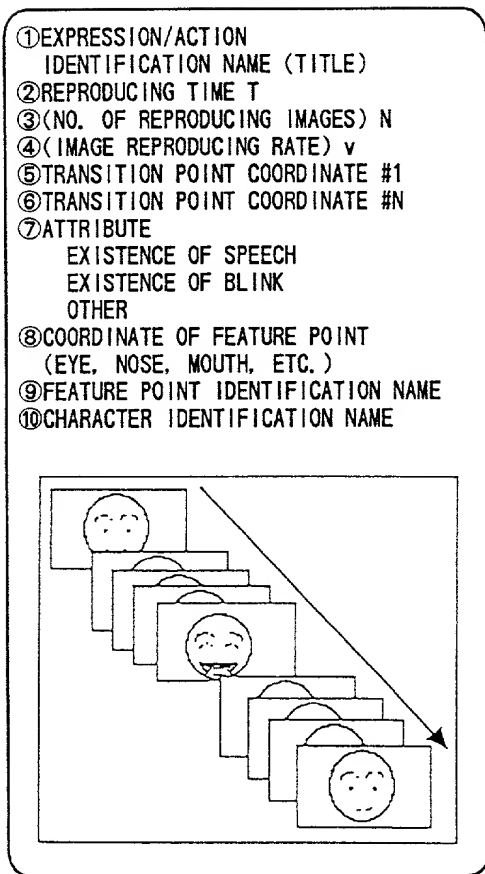 ①EXPRESSION/ACTION
IDENTIFICATION NAME (TITLE)
②REPRODUCING TIME T
③(NO. OF REPRODUCING IMAGES) N
④(IMAGE REPRODUCING RATE) v
⑤TRANSITION POINT COORDINATE #1
⑥TRANSITION POINT COORDINATE #N
⑦ATTRIBUTE
EXISTENCE OF SPEECH
EXISTENCE OF BLINK
OTHER
⑧COORDINATE OF FEATURE POINT
(EYE, NOSE, MOUTH, ETC.)
⑨FEATURE POINT IDENTIFICATION NAME
⑩CHARACTER IDENTIFICATION NAME